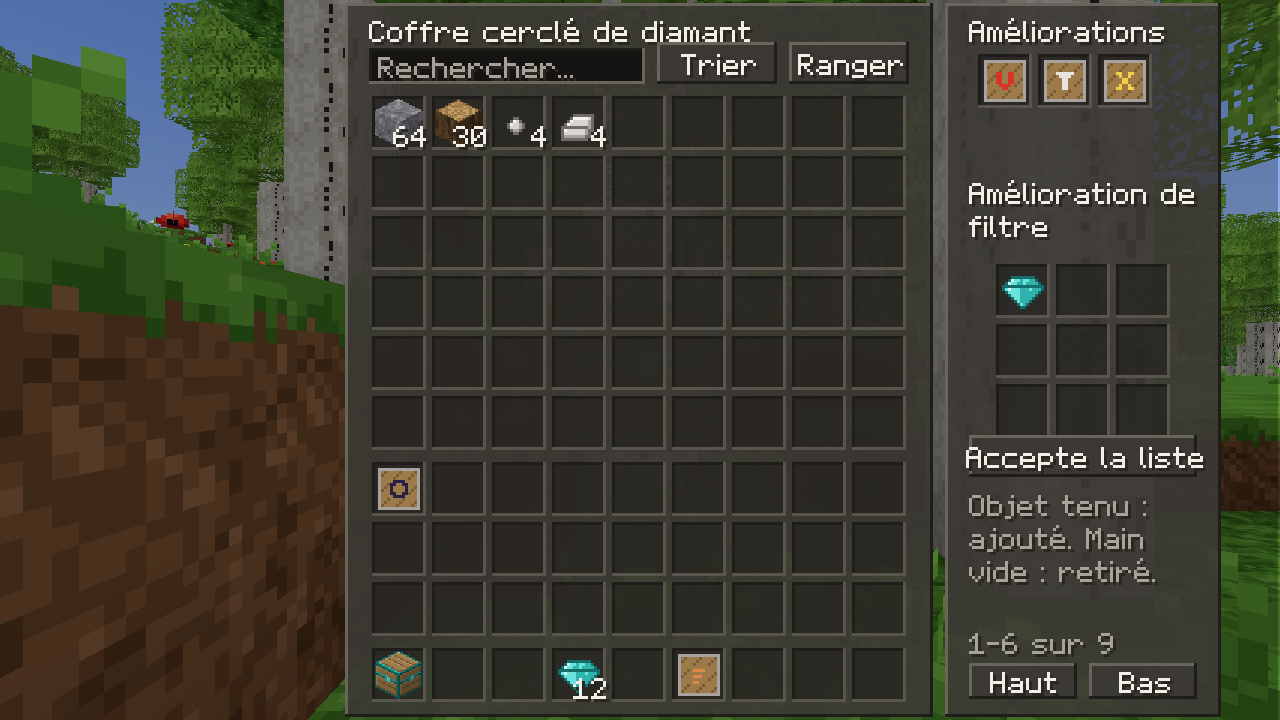 Coffre cerclé de diamant
Rechercher...
Trier
Ranger
64
30
4
4
12
Améliorations
V
T
X
Amélioration de
filtre
Accepte la liste
Objet tenu :
ajouté. Main
vide : retiré.
1-6 sur 9
Haut
Bas